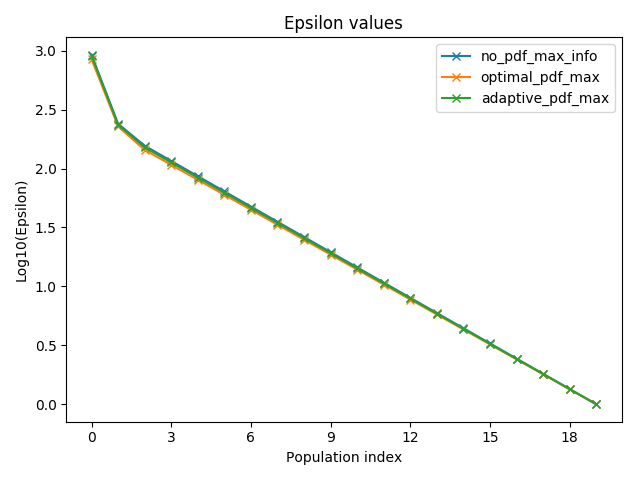 Epsilon values
3.0
2.5
2.0
1.5
1.0
0.5
0.0
Log10(Epsilon)
no_pdf_max_info
optimal_pdf_max
adaptive_pdf_max
0 3 6 9 12 15 18
Population index